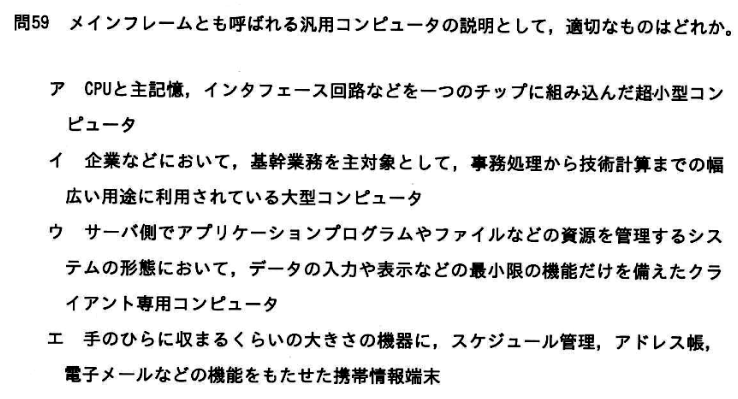 問59 メインフレームとも呼ばれる汎用コンピュータの説明として，適切なものはどれか。
ア CPUと主記憶，インタフェース回路などを一つのチップに組み込んだ超小型コン
ピュータ
イ 企業などにおいて，基幹業務を主対象として，事務処理から技術計算までの幅
広い用途に利用されている大型コンピュータ
ウ サーバ側でアプリケーションプログラムやファイルなどの資源を管理するシス
テムの形態において，データの入力や表示などの最小限の機能だけを備えたクラ
イアント専用コンピュータ
エ 手のひらに収まるくらいの大きさの機器に，スケジュール管理，アドレス帳，
電子メールなどの機能をもたせた携帯情報端末